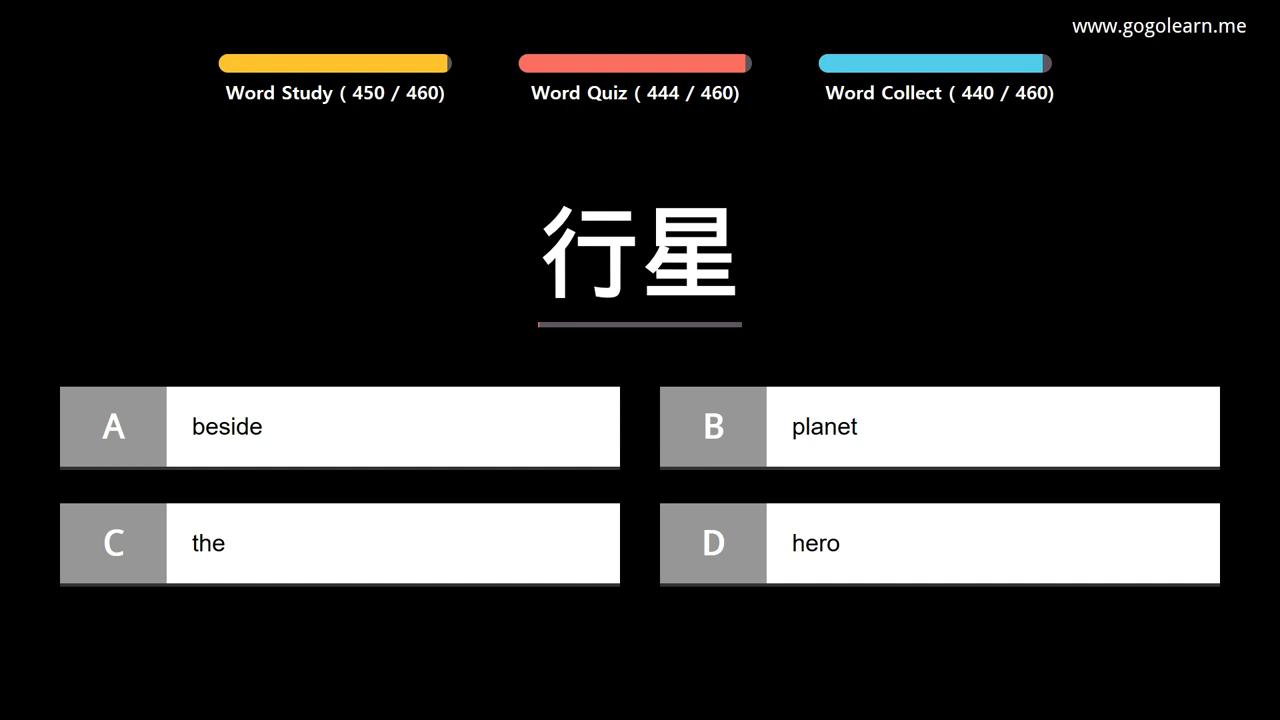 www.gogolearn.me
Word Study ( 450 / 460)
Word Quiz ( 444 / 460)
Word Collect ( 440 / 460)
行星
A beside
B planet
C the
D hero